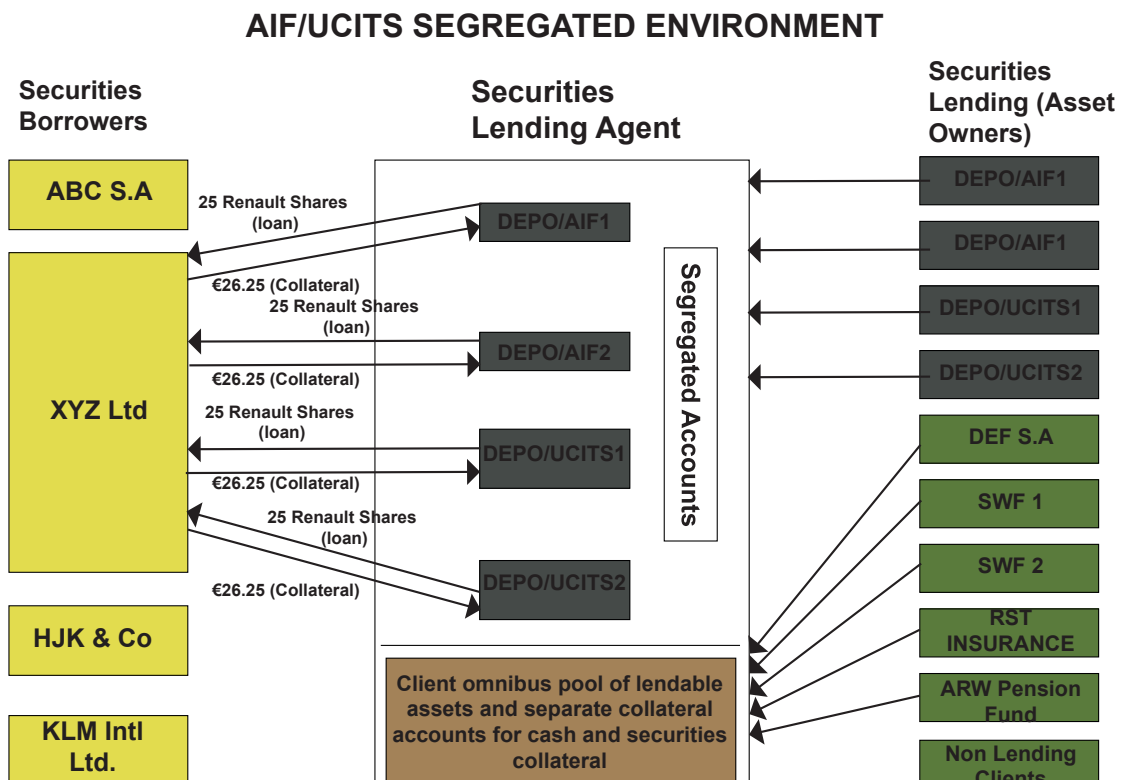 AIF/UCITS SEGREGATED ENVIRONMENT
Securities
Borrowers
Securities
Lending Agent
Securities
Lending (Asset
Owners)
ABC S.A
XYZ Ltd
HJK & Co
KLM Intl
Ltd.
25 Renault Shares
(loan)
€26.25 (Collateral)
25 Renault Shares
(loan)
€26.25 (Collateral)
25 Renault Shares
(loan)
€26.25 (Collateral)
25 Renault Shares
(loan)
€26.25 (Collateral)
DEPO/AIF1
DEPO/AIF2
DEPO/UCITS1
DEPO/UCITS2
Segregated Accounts
Client omnibus pool of lendable
assets and separate collateral
accounts for cash and securities
collateral
DEPO/AIF1
DEPO/AIF1
DEPO/UCITS1
DEPO/UCITS2
DEF S.A
SWF 1
SWF 2
RST
INSURANCE
ARW Pension
Fund
Non Lending
Clients